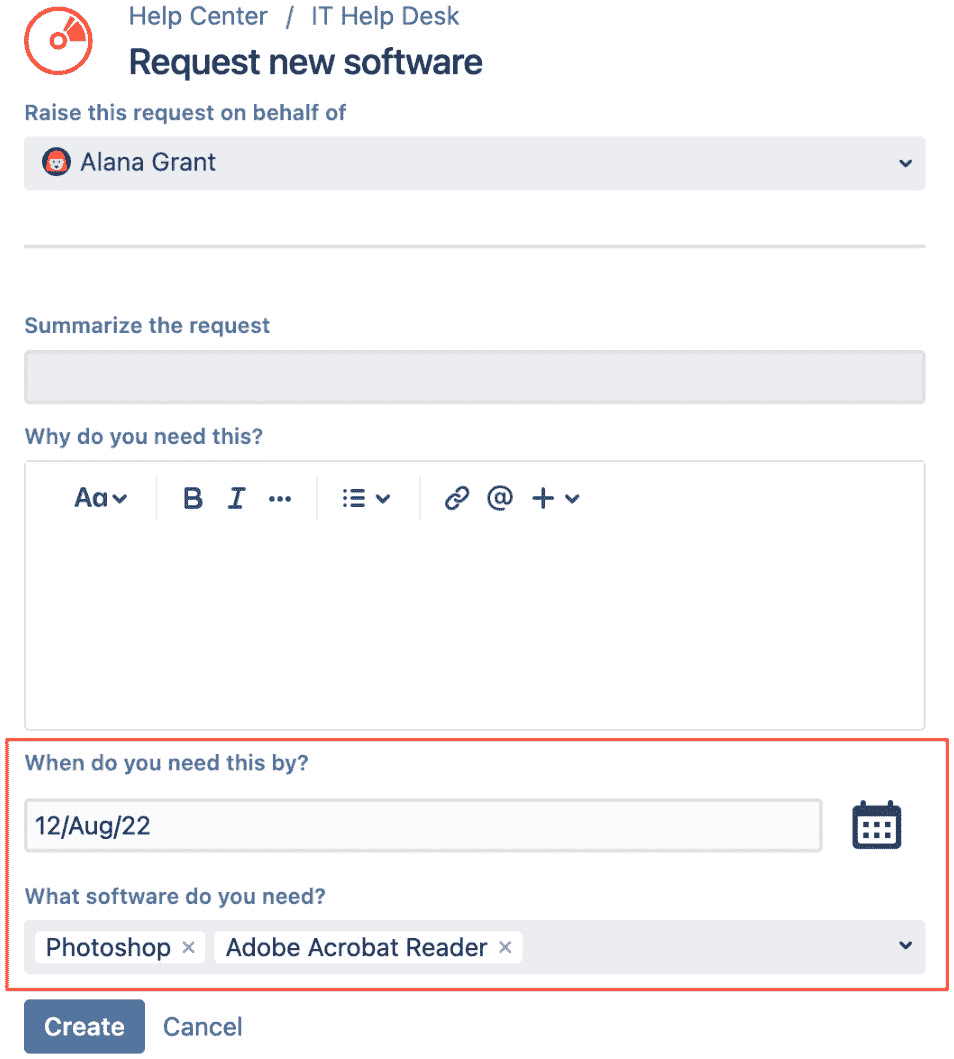 Help Center / IT Help Desk
Request new software
Raise this request on behalf of
Alana Grant
Summarize the request
Why do you need this?
Aa B I ... @ +
When do you need this by?
12/Aug/22
What software do you need?
Photoshop × Adobe Acrobat Reader ×
Create Cancel